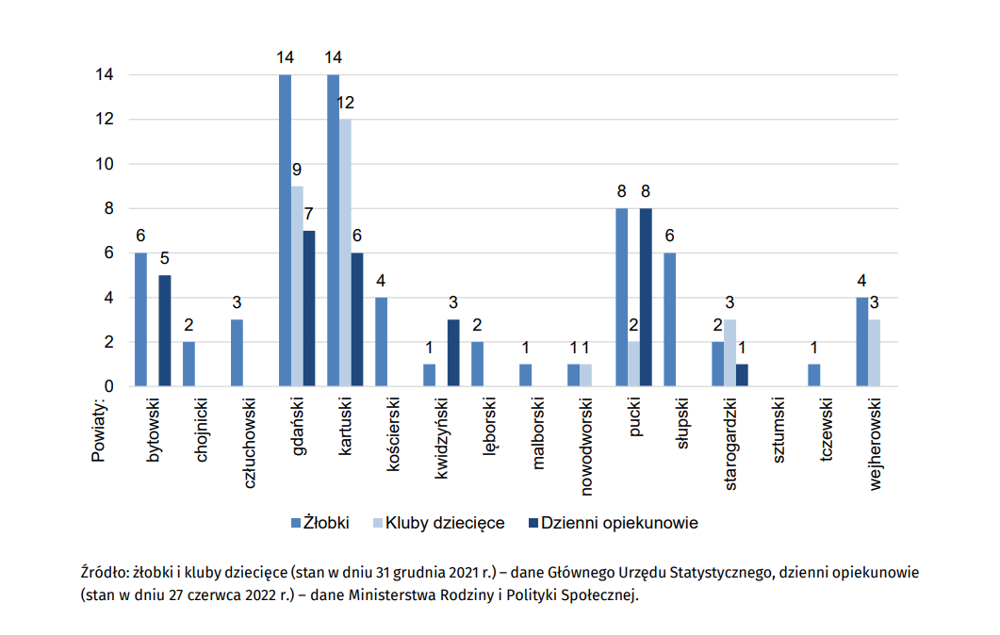 14 14
14
12
12
10
9
8 8
8
7
6 6 6
6
5
4 4
4
3 3 3 3
2 2 2 2
2
1 1 1 1 1 1
0
Powiaty:
bytowski
chojnicki
człuchowski
gdański
kartuski
kościerski
kwidzyński
lęborski
malborski
nowodworski
pucki
słupski
starogardzki
sztumski
tczewski
wejherowski
Żłobki Kluby dziecięce Dzienni opiekunowie
Źródło: żłobki i kluby dziecięce (stan w dniu 31 grudnia 2021 r.) – dane Głównego Urzędu Statystycznego, dzienni opiekunowie
(stan w dniu 27 czerwca 2022 r.) – dane Ministerstwa Rodziny i Polityki Społecznej.